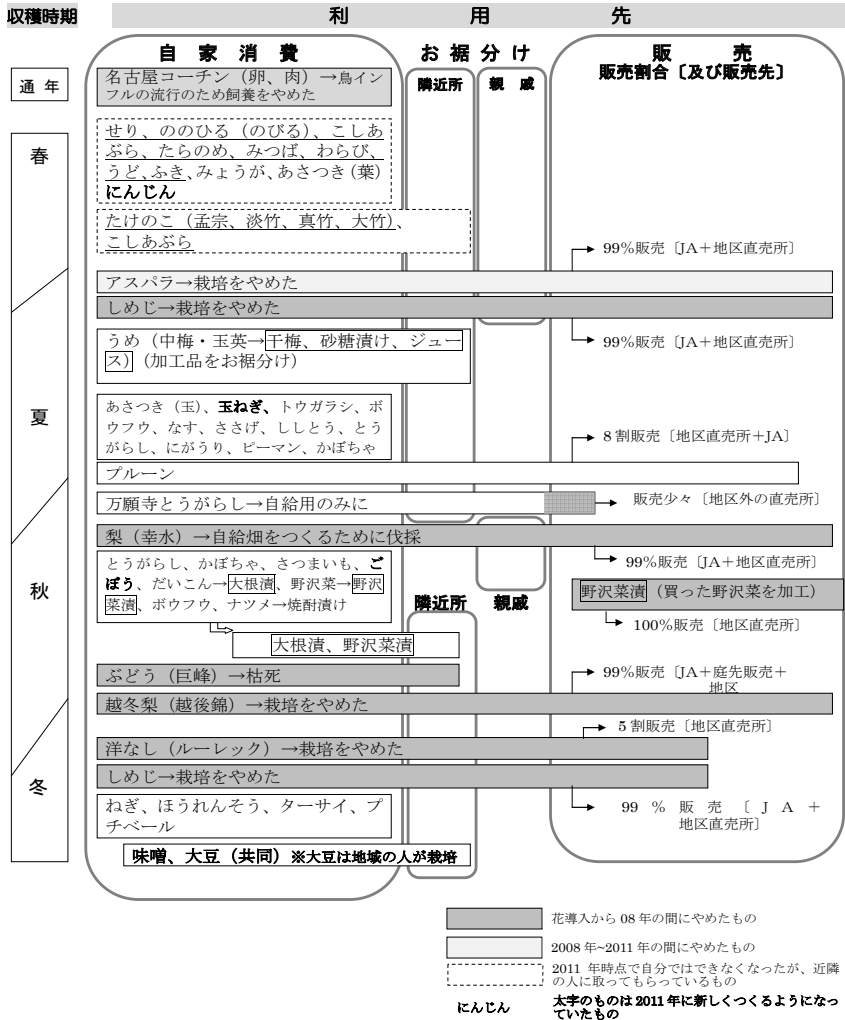 収穫時期
利用先
自家消費
お裾分け
販売
販売割合〔及び販売先〕
隣近所
親戚
通年
名古屋コーチン（卵、肉）→鳥イン
フルの流行のため飼養をやめた
春
せり、ののひる（のびる）、こしあ
ぶら、たらのめ、みつば、わらび、
うど、ふき、みょうが、あさつき（葉）
にんじん
たけのこ（孟宗、淡竹、真竹、大竹）、
こしあぶら
99%販売〔JA＋地区直売所〕
アスパラ→栽培をやめた
しめじ→栽培をやめた
99%販売〔JA＋地区直売所〕
うめ（中梅・玉英→干梅、砂糖漬け、ジュー
ス）（加工品をお裾分け）
夏
あさつき（玉）、玉ねぎ、トウガラシ、ボ
ウフウ、なす、ささげ、ししとう、とう
がらし、にがうり、ピーマン、かぼちゃ
8割販売〔地区直売所＋JA〕
プルーン
万願寺とうがらし→自給用のみに
販売少々〔地区外の直売所〕
梨（幸水）→自給畑をつくるために伐採
99%販売〔JA＋地区直売所〕
秋
とうがらし、かぼちゃ、さつまいも、ご
ぼう、だいこん→大根漬、野沢菜→野沢
菜漬、ボウフウ、ナツメ→焼酎漬け
隣近所
親戚
野沢菜漬（買った野沢菜を加工）
100%販売〔地区直売所〕
大根漬、野沢菜漬
ぶどう（巨峰）→枯死
99%販売〔JA＋庭先販売＋
地区
越冬梨（越後錦）→栽培をやめた
5割販売〔地区直売所〕
洋なし（ルーレック）→栽培をやめた
しめじ→栽培をやめた
冬
99%販売〔JA＋
地区直売所〕
ねぎ、ほうれんそう、ターサイ、プ
チベール
味噌、大豆（共同）※大豆は地域の人が栽培
花導入から08年の間にやめたもの
2008年~2011年の間にやめたもの
2011年時点で自分ではできなくなったが、近隣
の人に取ってもらっているもの
にんじん
太字のものは2011年に新しくつくるようになっ
ていたもの